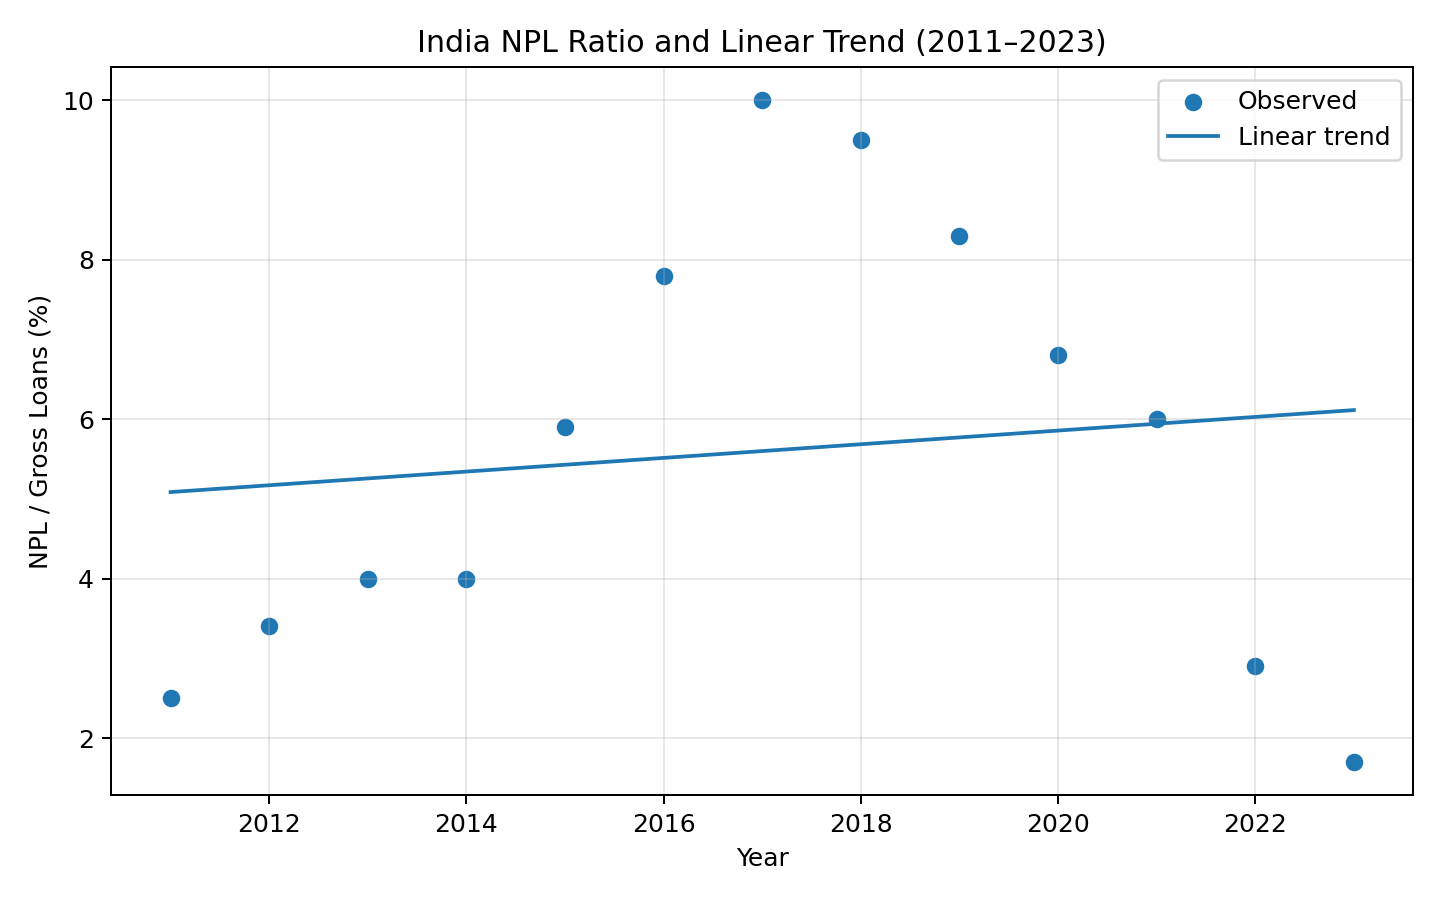 India NPL Ratio and Linear Trend (2011–2023)
Observed
Linear trend
NPL / Gross Loans (%)
10
8
6
4
2
2012 2014 2016 2018 2020 2022
Year